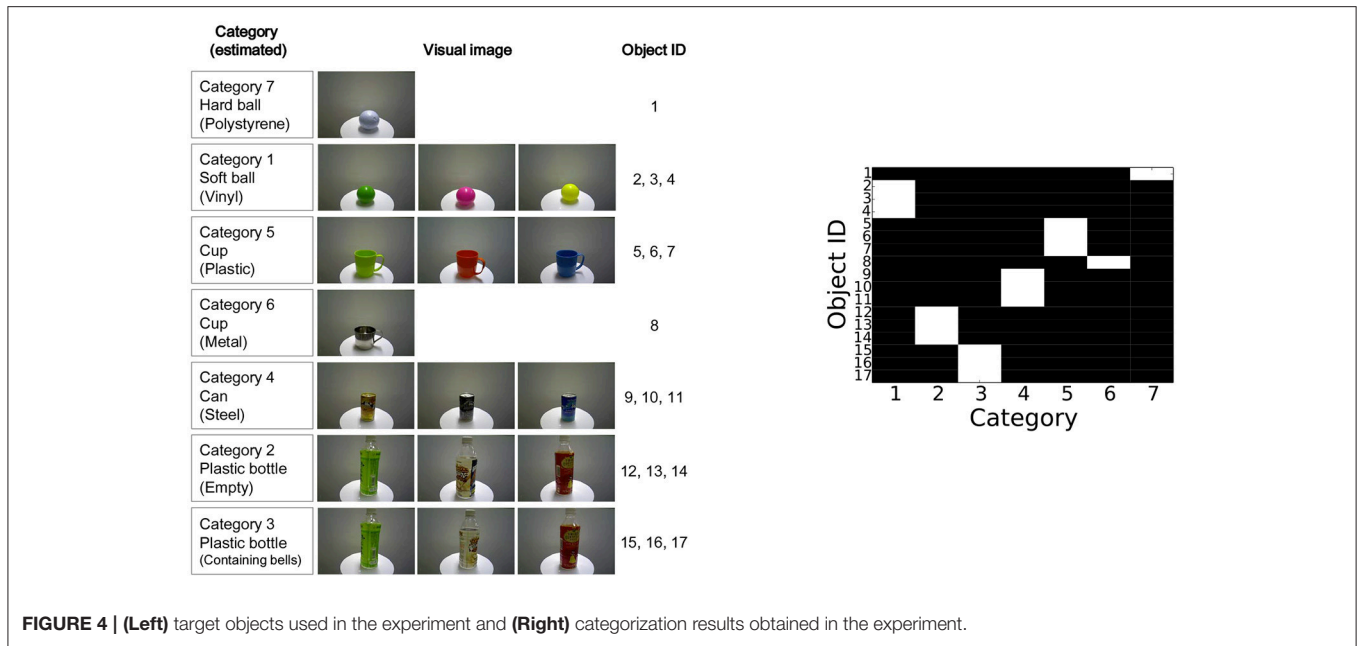 Category
(estimated)
Visual image
Object ID
Category 7
Hard ball
(Polystyrene)
1
Category 1
Soft ball
(Vinyl)
2, 3, 4
Category 5
Cup
(Plastic)
5, 6, 7
Category 6
Cup
(Metal)
8
Category 4
Can
(Steel)
9, 10, 11
Category 2
Plastic bottle
(Empty)
12, 13, 14
Category 3
Plastic bottle
(Containing bells)
15, 16, 17
Object ID
1
2
3
4
5
6
7
8
9
10
11
12
13
14
15
16
17
1 2 3 4 5 6 7
Category
FIGURE 4 | (Left) target objects used in the experiment and (Right) categorization results obtained in the experiment.